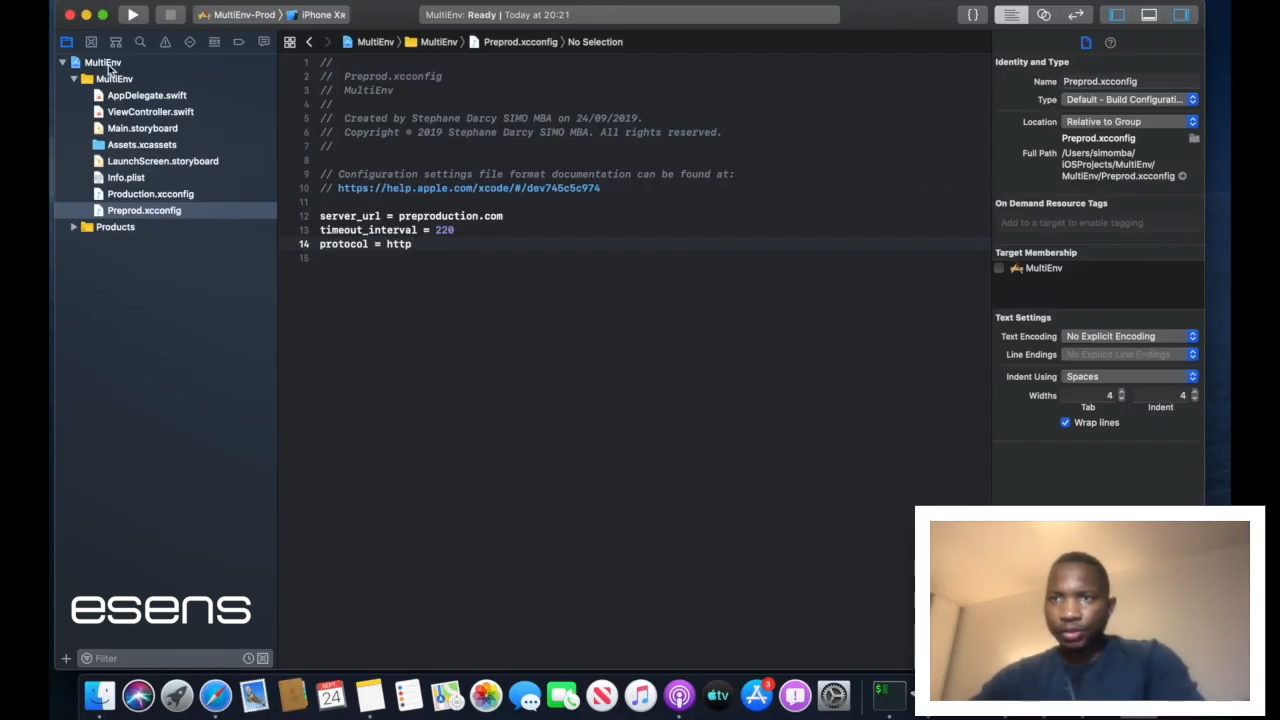 MultiEnv-Prod 〉 iPhone Xʀ
MultiEnv: Ready | Today at 20:21
{}
MultiEnv 〉 MultiEnv 〉 Preprod.xcconfig 〉 No Selection
MultiEnv
MultiEnv
AppDelegate.swift
ViewController.swift
Main.storyboard
Assets.xcassets
LaunchScreen.storyboard
Info.plist
Production.xcconfig
Preprod.xcconfig
Products
1 //
2 // Preprod.xcconfig
3 // MultiEnv
4 //
5 // Created by Stephane Darcy SIMO MBA on 24/09/2019.
6 // Copyright © 2019 Stephane Darcy SIMO MBA. All rights reserved.
7 //
8
9 // Configuration settings file format documentation can be found at:
10 // https://help.apple.com/xcode/#/dev745c5c974
11
12 server_url = preproduction.com
13 timeout_interval = 220
14 protocol = http
15
Identity and Type
Name Preprod.xcconfig
Type Default - Build Configurati...
Location Relative to Group
Preprod.xcconfig
Full Path /Users/simomba/
iOSProjects/MultiEnv/
MultiEnv/Preprod.xcconfig
On Demand Resource Tags
Add to a target to enable tagging
Target Membership
MultiEnv
Text Settings
Text Encoding No Explicit Encoding
Line Endings No Explicit Line Endings
Indent Using Spaces
Widths 4 4
Tab Indent
Wrap lines
esens
Filter
SEP
24
tv
3
$